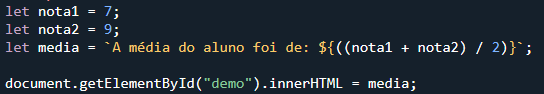 let nota1 = 7;
let nota2 = 9;
let media = `A média do aluno foi de: ${((nota1 + nota2) / 2)}`;
document.getElementById("demo").innerHTML = media;